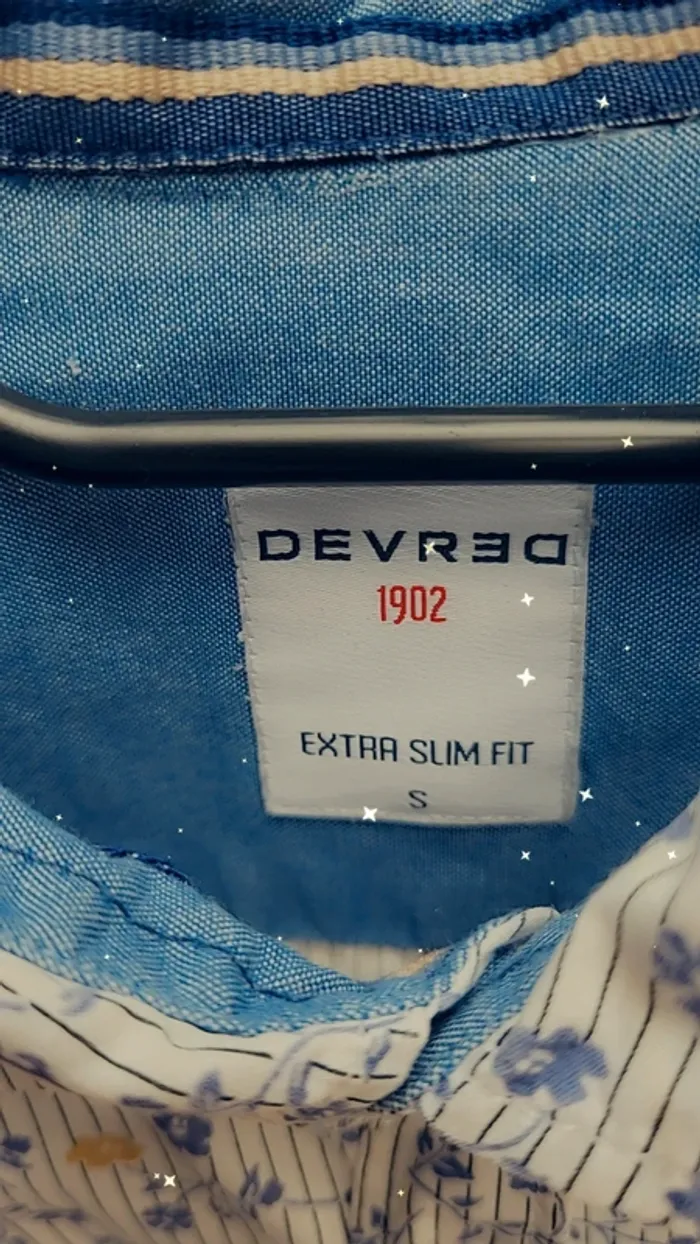 DEVRED
1902
EXTRA SLIM FIT
S